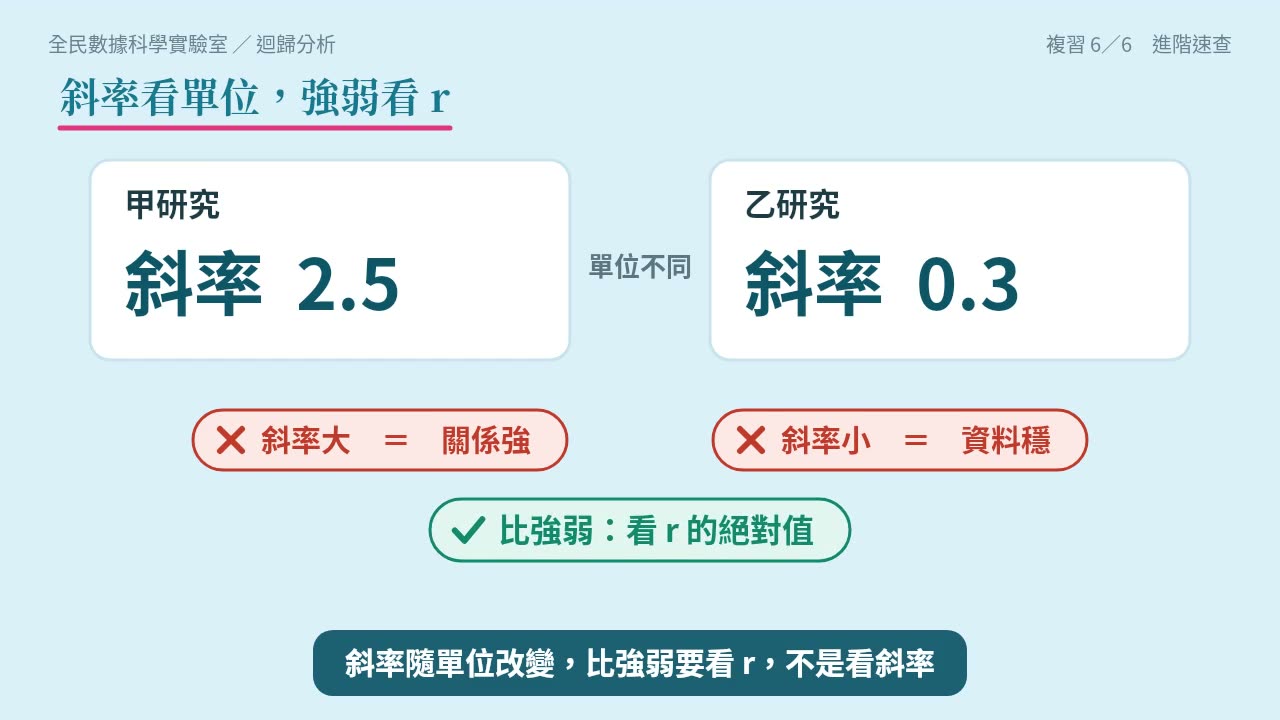 全民數據科學實驗室／迴歸分析
複習 6／6　進階速查
斜率看單位，強弱看 r
甲研究
斜率 2.5
單位不同
乙研究
斜率 0.3
斜率大 ＝ 關係強
斜率小 ＝ 資料穩
比強弱：看 r 的絕對值
斜率隨單位改變，比強弱要看 r，不是看斜率